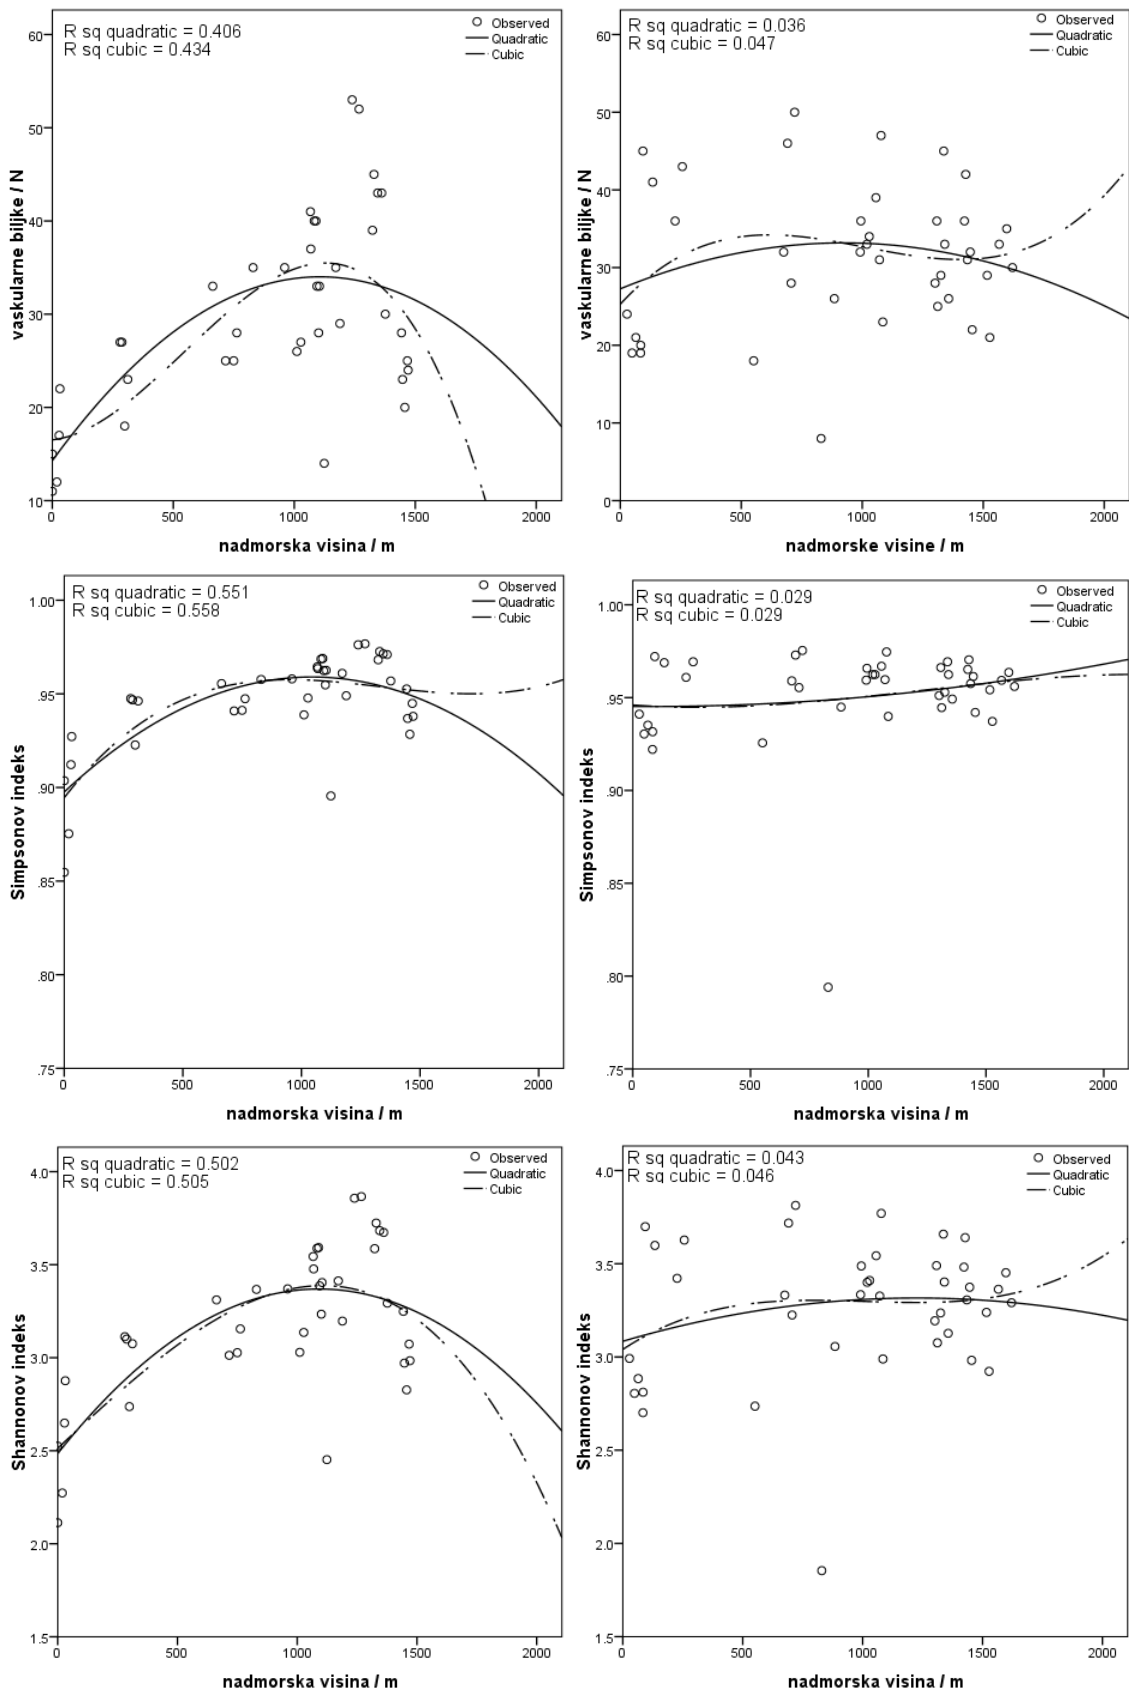 R sq quadratic = 0.406
R sq cubic = 0.434
Observed
Quadratic
Cubic
60
50
40
30
20
10
0
500
1000
1500
2000
vaskularne biljke / N
nadmorska visina / m
R sq quadratic = 0.036
R sq cubic = 0.047
Observed
Quadratic
Cubic
60
50
40
30
20
10
0
0
500
1000
1500
2000
vaskularne biljke / N
nadmorske visine / m
R sq quadratic = 0.551
R sq cubic = 0.558
Observed
Quadratic
Cubic
1.00
.95
.90
.85
.80
.75
0
500
1000
1500
2000
Simpsonov indeks
nadmorska visina / m
R sq quadratic = 0.029
R sq cubic = 0.029
Observed
Quadratic
Cubic
1.00
.95
.90
.85
.80
.75
0
500
1000
1500
2000
Simpsonov indeks
nadmorska visina / m
R sq quadratic = 0.502
R sq cubic = 0.505
Observed
Quadratic
Cubic
4.0
3.5
3.0
2.5
2.0
1.5
0
500
1000
1500
2000
Shannonov indeks
nadmorska visina / m
R sq quadratic = 0.043
R sq cubic = 0.046
Observed
Quadratic
Cubic
4.0
3.5
3.0
2.5
2.0
1.5
0
500
1000
1500
2000
Shannonov indeks
nadmorska visina / m